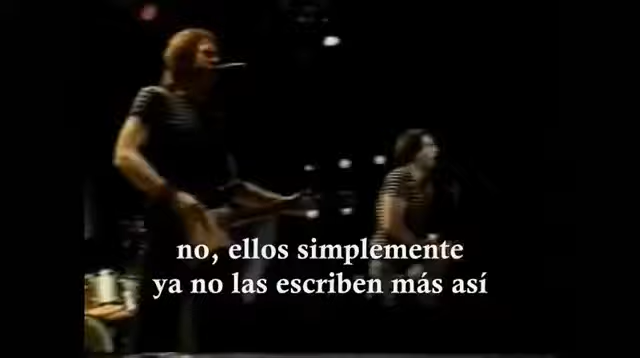 no, ellos simplemente
ya no las escriben más así